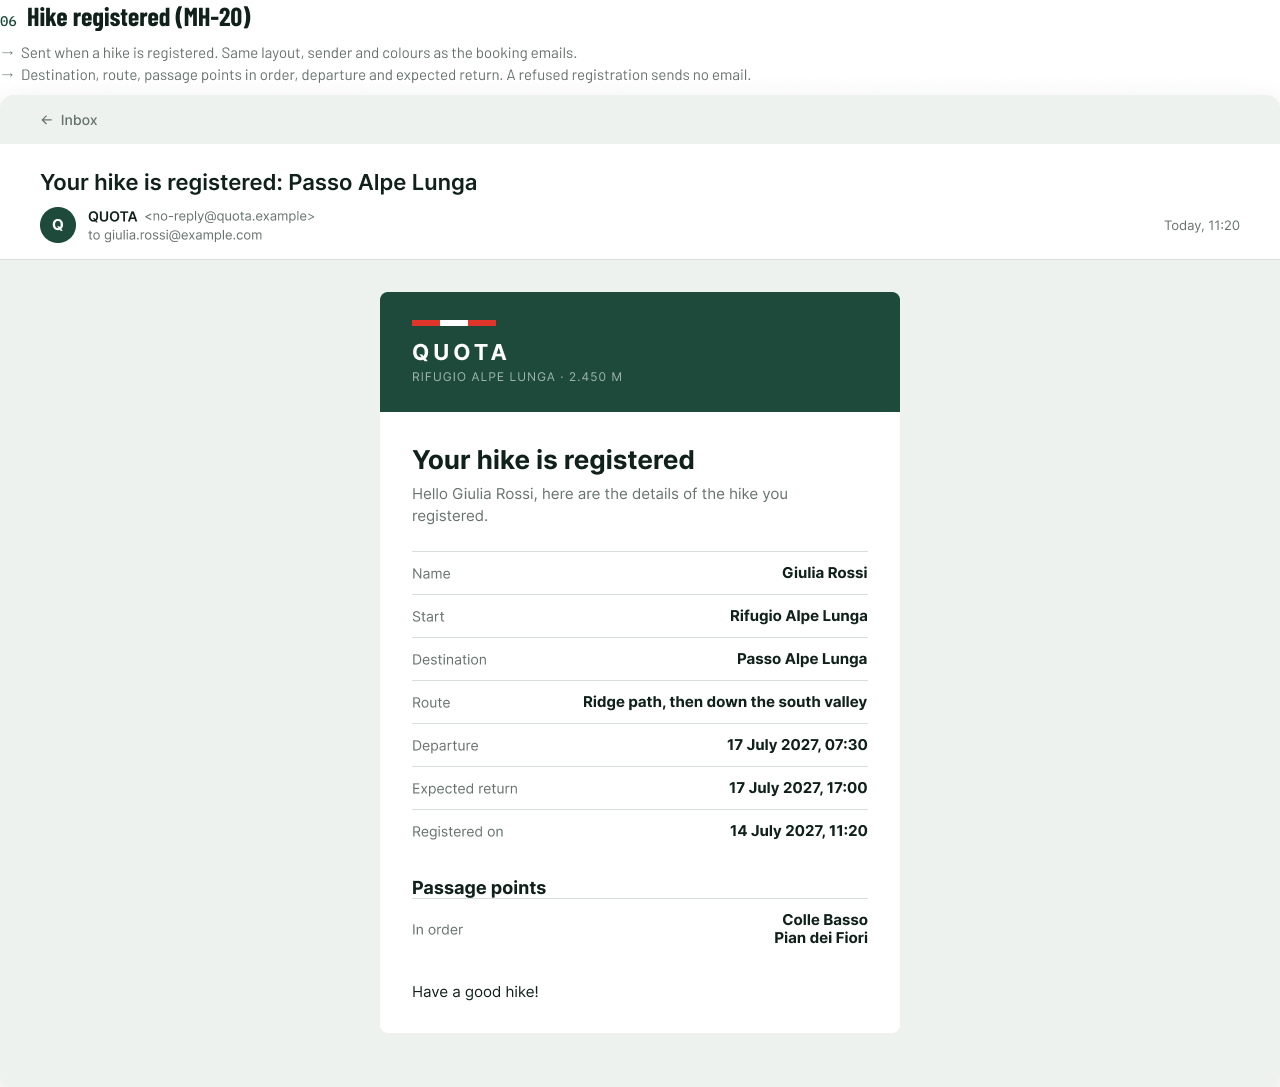 06 Hike registered (MH-20)
→ Sent when a hike is registered. Same layout, sender and colours as the booking emails.
→ Destination, route, passage points in order, departure and expected return. A refused registration sends no email.
← Inbox
Your hike is registered: Passo Alpe Lunga
Q
QUOTA <no-reply@quota.example>
to giulia.rossi@example.com
Today, 11:20
QUOTA
RIFUGIO ALPE LUNGA · 2.450 M
Your hike is registered
Hello Giulia Rossi, here are the details of the hike you
registered.
Name Giulia Rossi
Start Rifugio Alpe Lunga
Destination Passo Alpe Lunga
Route Ridge path, then down the south valley
Departure 17 July 2027, 07:30
Expected return 17 July 2027, 17:00
Registered on 14 July 2027, 11:20
Passage points
In order Colle Basso
Pian dei Fiori
Have a good hike!